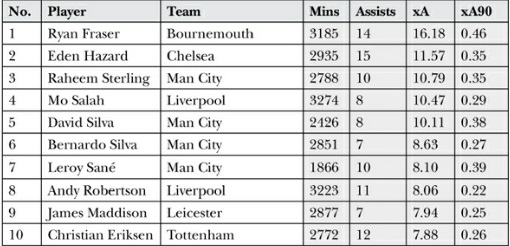 No. Player Team Mins Assists xA xA90
1 Ryan Fraser Bournemouth 3185 14 16.18 0.46
2 Eden Hazard Chelsea 2935 15 11.57 0.35
3 Raheem Sterling Man City 2788 10 10.79 0.35
4 Mo Salah Liverpool 3274 8 10.47 0.29
5 David Silva Man City 2426 8 10.11 0.38
6 Bernardo Silva Man City 2851 7 8.63 0.27
7 Leroy Sané Man City 1866 10 8.10 0.39
8 Andy Robertson Liverpool 3223 11 8.06 0.22
9 James Maddison Leicester 2877 7 7.94 0.25
10 Christian Eriksen Tottenham 2772 12 7.88 0.26